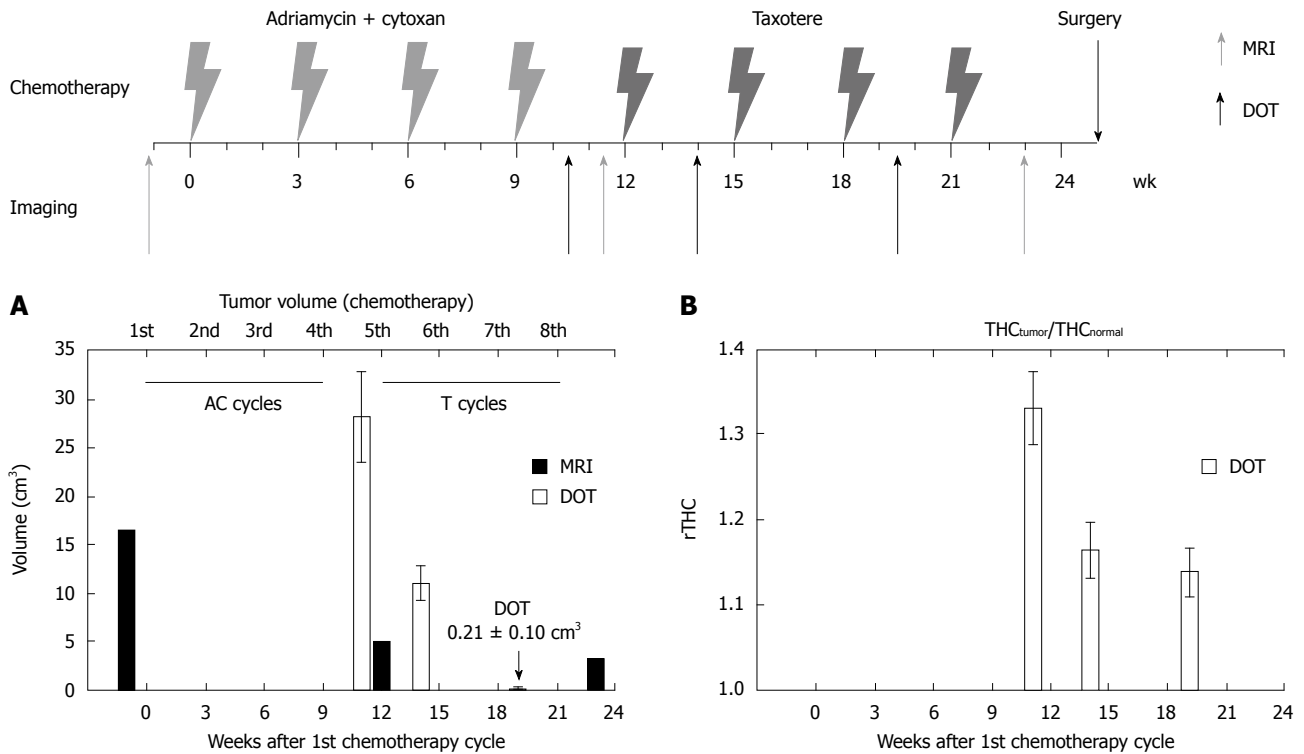 Adriamycin + cytoxan Taxotere Surgery
MRI
Chemotherapy
DOT
0 3 6 9 12 15 18 21 24 wk
Imaging
A
Tumor volume (chemotherapy)
1st 2nd 3rd 4th 5th 6th 7th 8th
35
30
25
20
15
10
5
0
Volume (cm³)
AC cycles T cycles
MRI
DOT
DOT
0.21 ± 0.10 cm³
0 3 6 9 12 15 18 21 24
Weeks after 1st chemotherapy cycle
B
THCtumor/THCnormal
1.4
1.3
1.2
1.1
1.0
rTHC
DOT
0 3 6 9 12 15 18 21 24
Weeks after 1st chemotherapy cycle